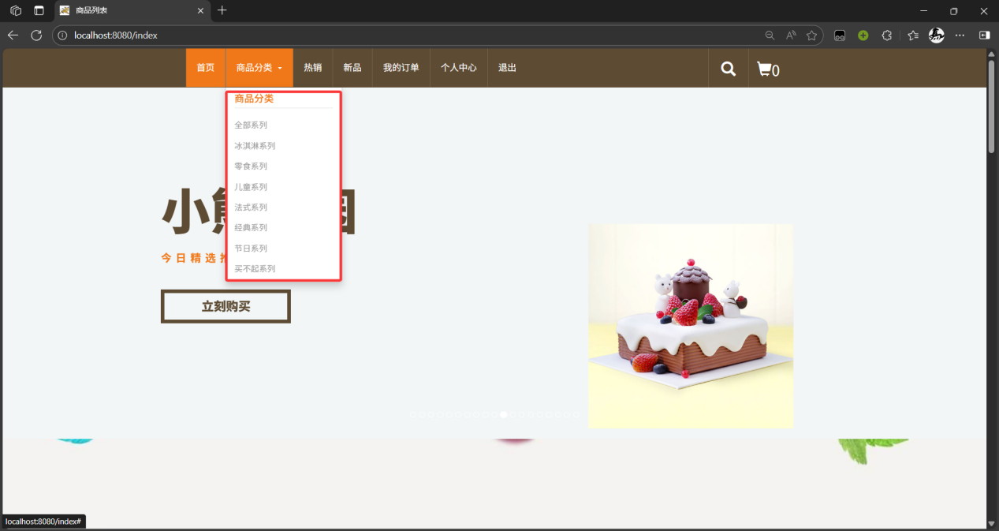 商品列表
localhost:8080/index
首页 商品分类 热销 新品 我的订单 个人中心 退出 0
商品分类
全部系列
冰淇淋系列
零食系列
儿童系列
法式系列
经典系列
节日系列
买不起系列
小熊
今日精选
立刻购买
localhost:8080/index#